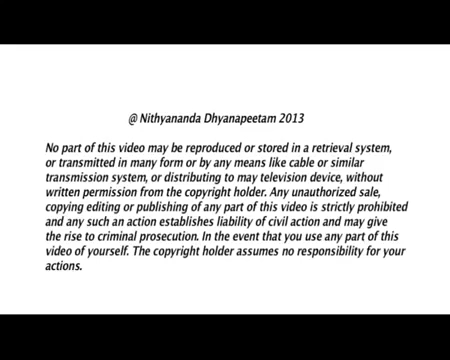 @ Nithyananda Dhyanapeetam 2013
No part of this video may be reproduced or stored in a retrieval system,
or transmitted in many form or by any means like cable or similar
transmission system, or distributing to may television device, without
written permission from the copyright holder. Any unauthorized sale,
copying editing or publishing of any part of this video is strictly prohibited
and any such an action establishes liability of civil action and may give
the rise to criminal prosecution. In the event that you use any part of this
video of yourself. The copyright holder assumes no responsibility for your
actions.